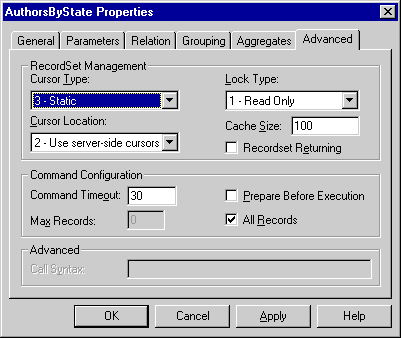 AuthorsByState Properties
General Parameters Relation Grouping Aggregates Advanced
RecordSet Management
Cursor Type: Lock Type:
3 - Static 1 - Read Only
Cursor Location: Cache Size: 100
2 - Use server-side cursors Recordset Returning
Command Configuration
Command Timeout: 30 Prepare Before Execution
Max Records: 0 All Records
Advanced
Call Syntax:
OK Cancel Apply Help